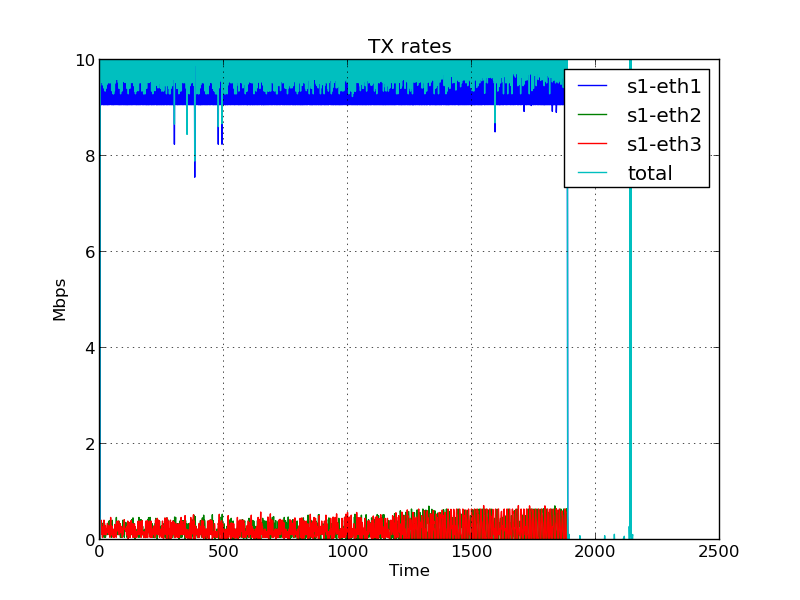 TX rates
10
8
6
4
2
0
Mbps
s1-eth1
s1-eth2
s1-eth3
total
0
500
1000
1500
2000
2500
Time